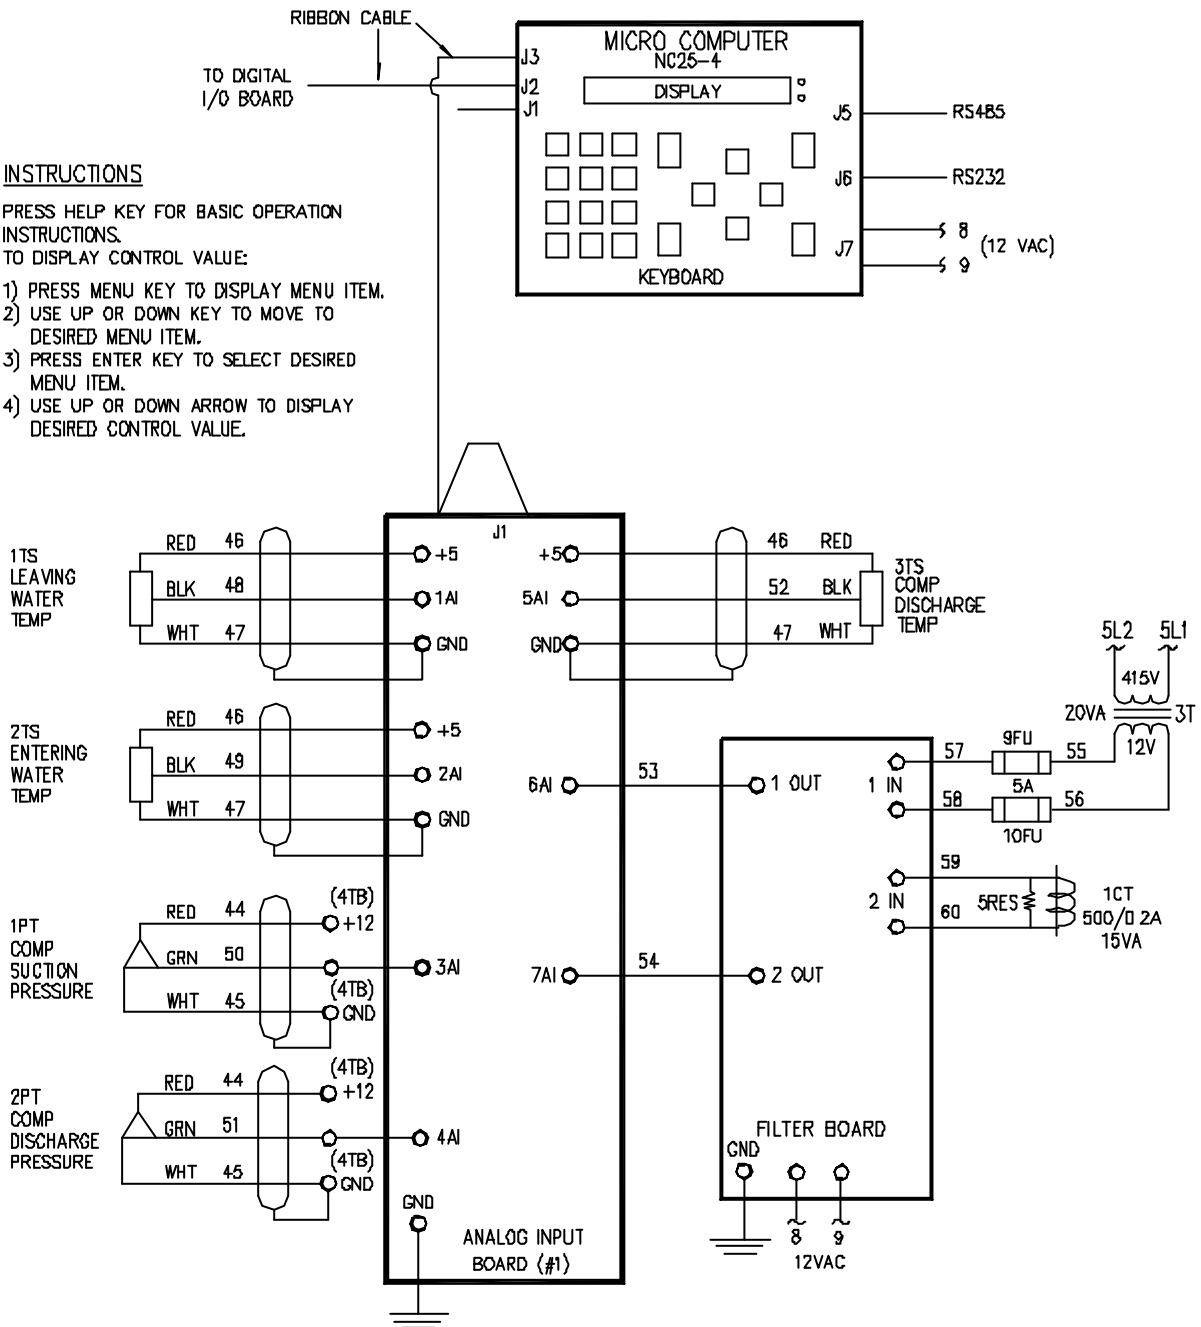 RIBBON CABLE
TO DIGITAL
I/O BOARD
MICRO COMPUTER
NC25-4
DISPLAY
KEYBOARD
J3
J2
J1
J5
RS485
J6
RS232
J7
8
9
(12 VAC)
INSTRUCTIONS
PRESS HELP KEY FOR BASIC OPERATION
INSTRUCTIONS.
TO DISPLAY CONTROL VALUE:
1) PRESS MENU KEY TO DISPLAY MENU ITEM.
2) USE UP OR DOWN KEY TO MOVE TO
DESIRED MENU ITEM.
3) PRESS ENTER KEY TO SELECT DESIRED
MENU ITEM.
4) USE UP OR DOWN ARROW TO DISPLAY
DESIRED CONTROL VALUE.
J1
1TS
LEAVING
WATER
TEMP
RED 46
BLK 48
WHT 47
+5
1AI
GND
2TS
ENTERING
WATER
TEMP
RED 46
BLK 49
WHT 47
+5
2AI
GND
1PT
COMP
SUCTION
PRESSURE
RED 44
GRN 50
WHT 45
(4TB)
+12
3AI
(4TB)
GND
2PT
COMP
DISCHARGE
PRESSURE
RED 44
GRN 51
WHT 45
(4TB)
+12
4AI
(4TB)
GND
GND
ANALOG INPUT
BOARD (#1)
+5
5AI
GND
46 RED
52 BLK
47 WHT
3TS
COMP
DISCHARGE
TEMP
6AI
53
1 OUT
7AI
54
2 OUT
1 IN
2 IN
57
9FU
55
5A
58
10FU
56
5L2
5L1
415V
20VA
3T
12V
59
60
5RES
1CT
500/0.2A
15VA
FILTER BOARD
GND
8
9
12VAC